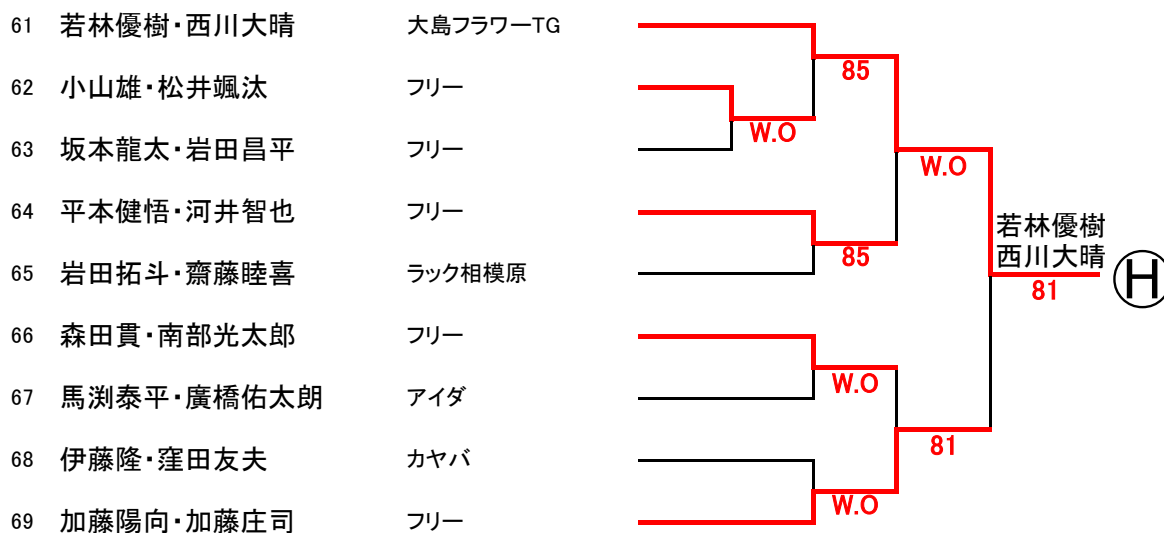 61 若林優樹・西川大晴 大島フラワーTG
85
62 小山雄・松井颯汰 フリー
W.O
63 坂本龍太・岩田昌平 フリー
W.O
64 平本健悟・河井智也 フリー
85
若林優樹
西川大晴
65 岩田拓斗・齋藤睦喜 ラック相模原
81
H
66 森田貫・南部光太郎 フリー
W.O
67 馬渕泰平・廣橋佑太朗 アイダ
81
68 伊藤隆・窪田友夫 カヤバ
W.O
69 加藤陽向・加藤庄司 フリー